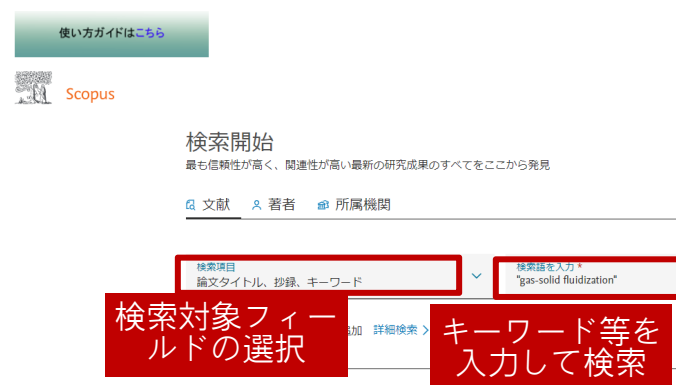 使い方ガイドはこちら
Scopus
検索開始
最も信頼性が高く、関連性が高い最新の研究成果のすべてをここから発見
文献 著者 所属機関
検索項目
論文タイトル、抄録、キーワード
検索語を入力 *
"gas-solid fluidization"
検索対象フィー
ルドの選択
加 詳細検索
キーワード等を
入力して検索